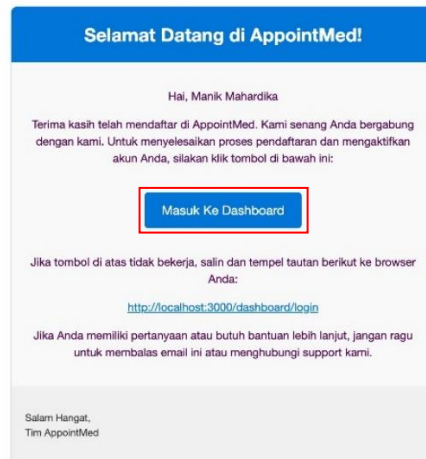 Selamat Datang di AppointMed!
Hai, Manik Mahardika
Terima kasih telah mendaftar di AppointMed. Kami senang Anda bergabung
dengan kami. Untuk menyelesaikan proses pendaftaran dan mengaktifkan
akun Anda, silakan klik tombol di bawah ini:
Masuk Ke Dashboard
Jika tombol di atas tidak bekerja, salin dan tempel tautan berikut ke browser
Anda:
http://localhost:3000/dashboard/login
Jika Anda memiliki pertanyaan atau butuh bantuan lebih lanjut, jangan ragu
untuk membalas email ini atau menghubungi support kami.
Salam Hangat,
Tim AppointMed